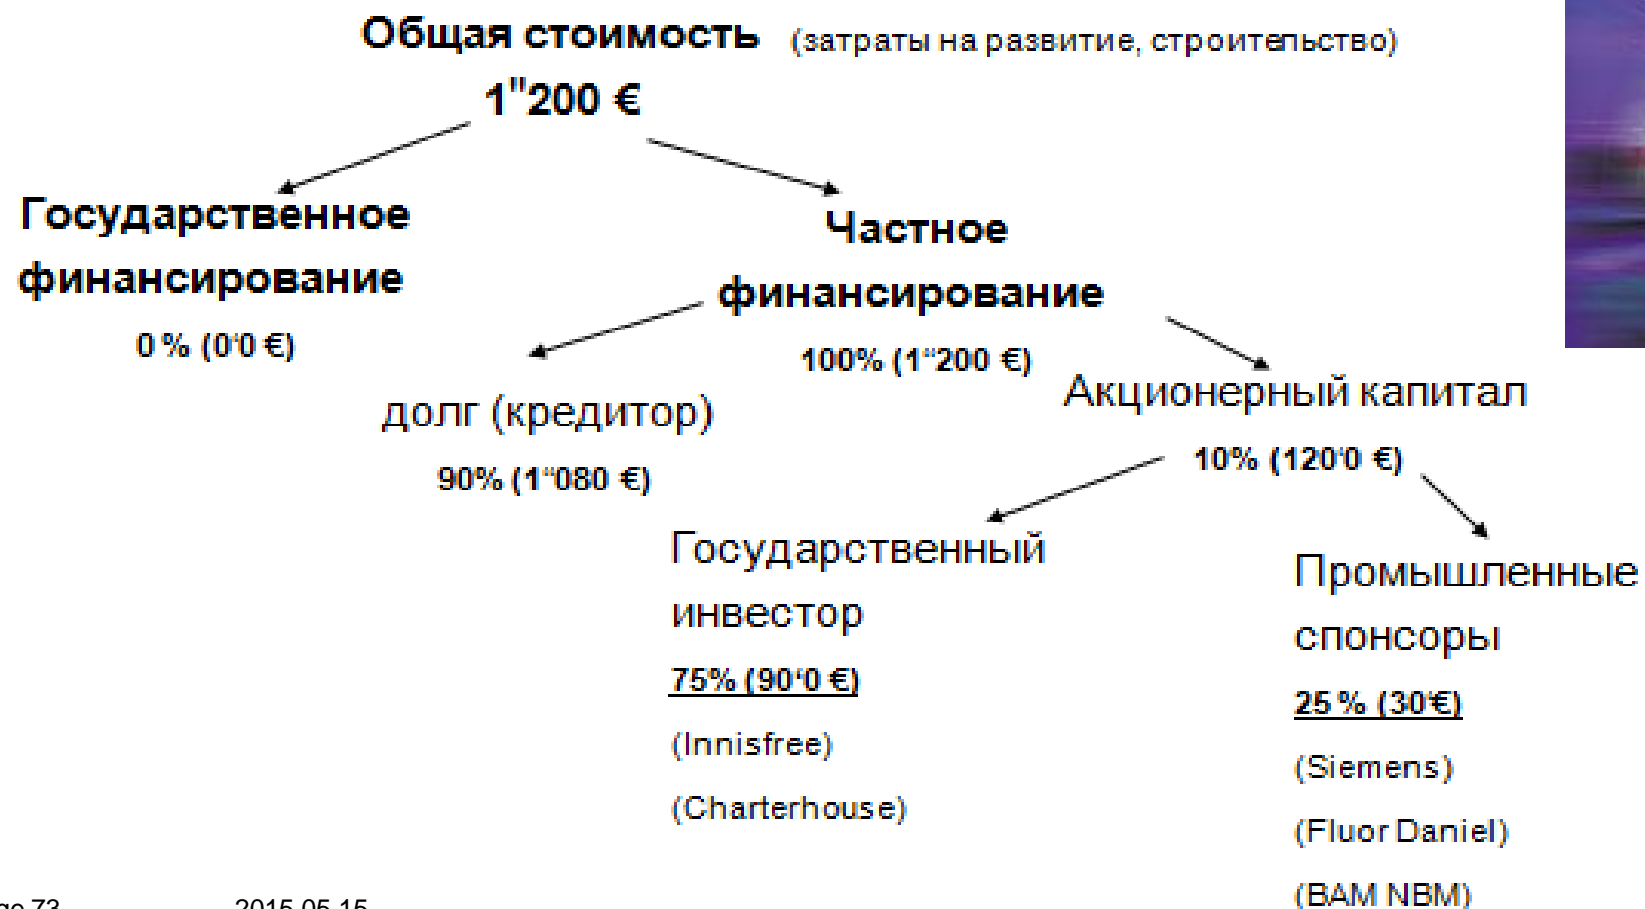 Общая стоимость (затраты на развитие, строительство)
1"200 €
Государственное
финансирование
0 % (0'0 €)
Частное
финансирование
100% (1“200 €)
долг (кредитор)
90% (1“080 €)
Акционерный капитал
10% (120'0 €)
Государственный
инвестор
75% (90‘0 €)
(Innisfree)
(Charterhouse)
Промышленные
спонсоры
25 % (30'€)
(Siemens)
(Fluor Daniel)
(BAM NBM)
73 2015-05-15